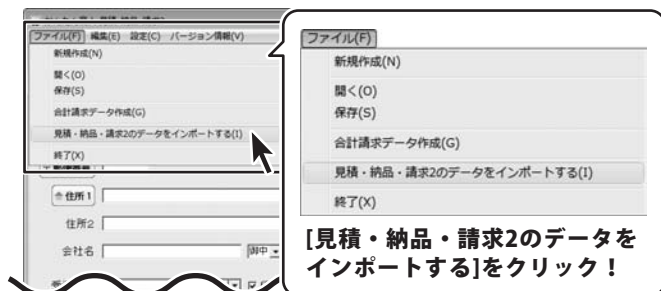 ファイル(F) 編集(E) 設定(C) バージョン情報(V)
新規作成(N)
開く(O)
保存(S)
合計請求データ作成(G)
見積・納品・請求2のデータをインポートする(I)
終了(X)
住所1
住所2
会社名
御中
ファイル(F)
新規作成(N)
開く(O)
保存(S)
合計請求データ作成(G)
見積・納品・請求2のデータをインポートする(I)
終了(X)
[見積・納品・請求2のデータを
インポートする]をクリック！